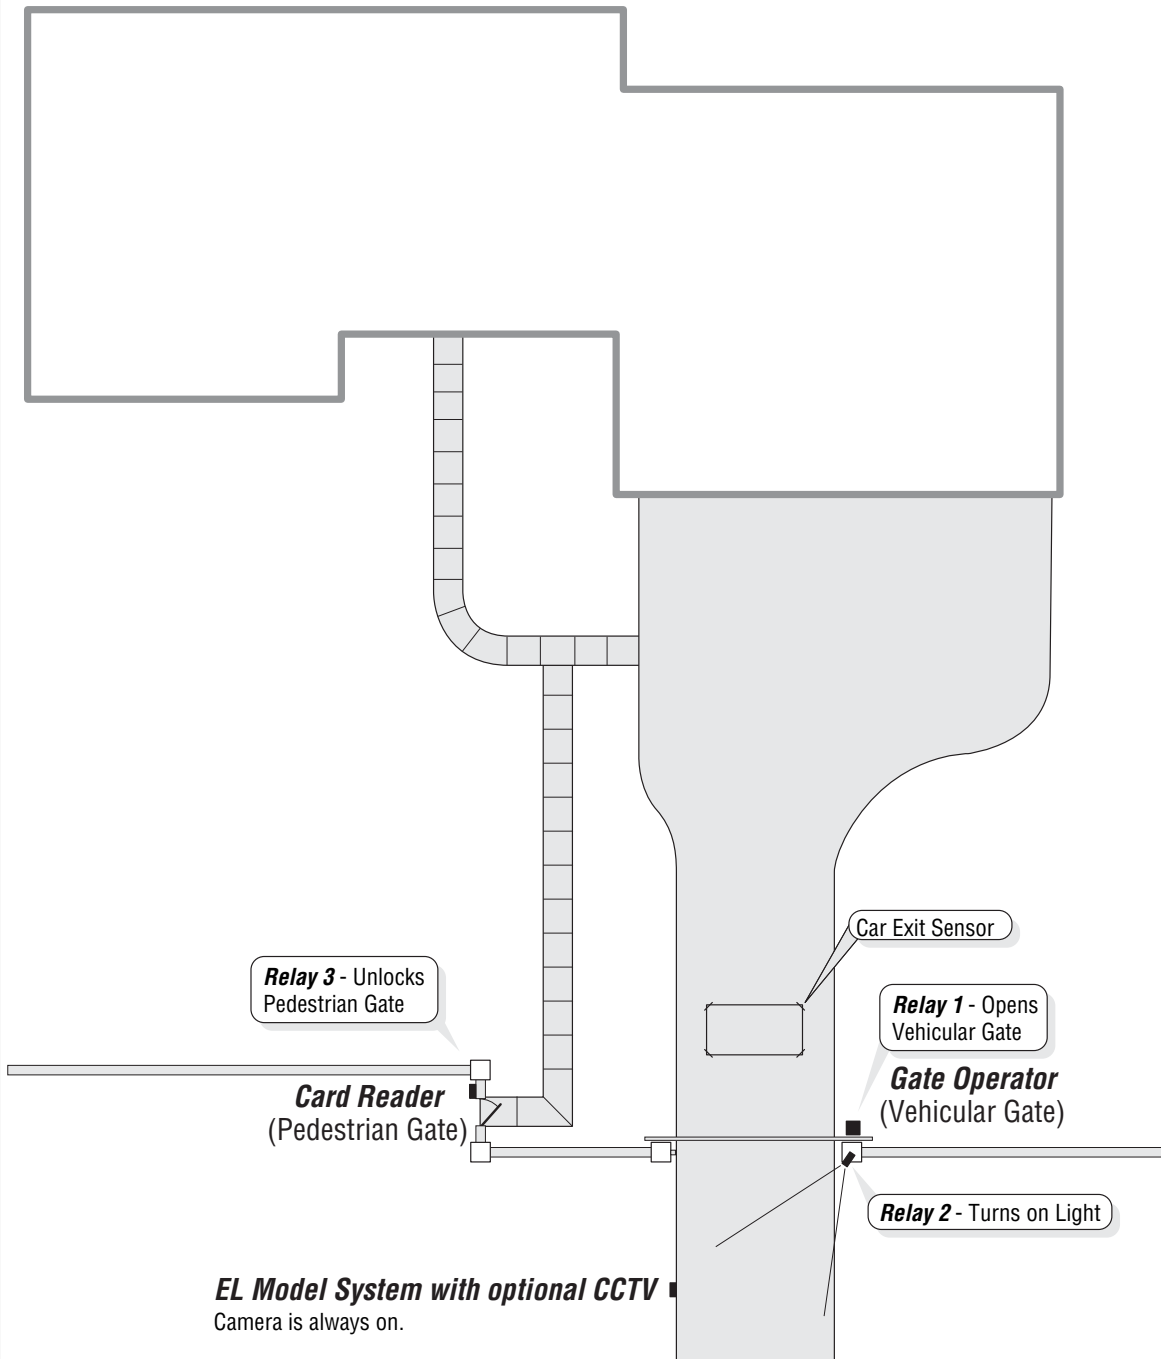 Car Exit Sensor
Relay 3 - Unlocks
Pedestrian Gate
Relay 1 - Opens
Vehicular Gate
Gate Operator
(Vehicular Gate)
Card Reader
(Pedestrian Gate)
Relay 2 - Turns on Light
EL Model System with optional CCTV
Camera is always on.